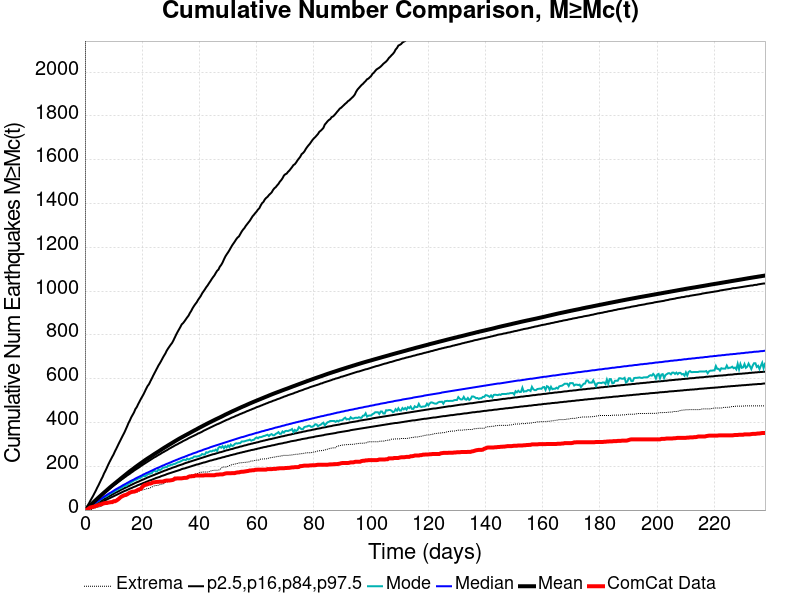 Cumulative Number Comparison, M≥Mc(t)
Cumulative Num Earthquakes M≥Mc(t)
2000
1800
1600
1400
1200
1000
800
600
400
200
0
0 20 40 60 80 100 120 140 160 180 200 220
Time (days)
Extrema p2.5,p16,p84,p97.5 Mode Median Mean ComCat Data